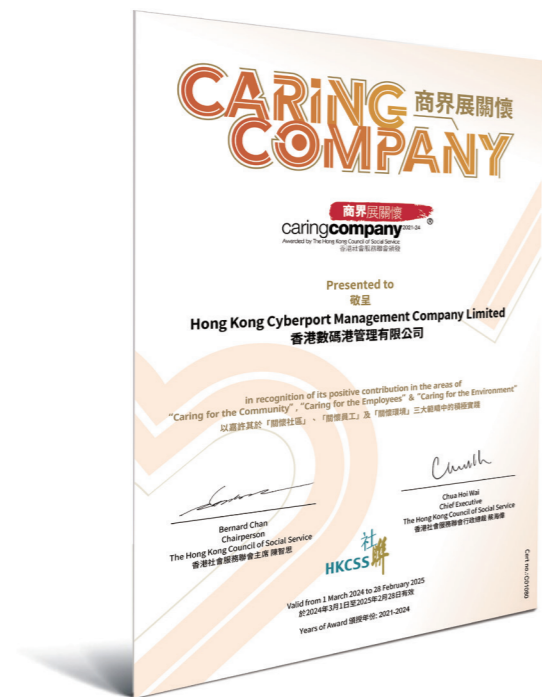 CARING 商界展關懷
COMPANY
商界展關懷
caringcompany 2021-24 ®
Awarded by The Hong Kong Council of Social Service
香港社會服務聯會頒發
Presented to
敬呈
Hong Kong Cyberport Management Company Limited
香港數碼港管理有限公司
in recognition of its positive contribution in the areas of
"Caring for the Community", "Caring for the Employees" & "Caring for the Environment"
以嘉許其於「關懷社區」、「關懷員工」及「關懷環境」三大範疇中的積極實踐
Bernard Chan
Chairperson
The Hong Kong Council of Social Service
香港社會服務聯會主席 陳智思
Chua Hoi Wai
Chief Executive
The Hong Kong Council of Social Service
香港社會服務聯會行政總裁 蔡海偉
社
HKCSS 聯
Valid from 1 March 2024 to 28 February 2025
於2024年3月1日至2025年2月28日有效
Years of Award 頒授年份: 2021-2024